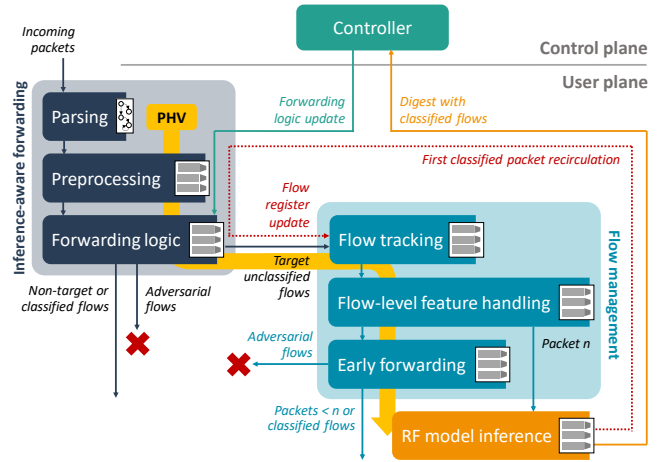 Incoming
packets
Controller
Control plane
User plane
Inference-aware forwarding
Parsing
PHV
Forwarding
logic update
Digest with
classified flows
Preprocessing
First classified packet recirculation
Flow
register
update
Forwarding logic
Flow tracking
Target
unclassified
flows
Non-target or
classified flows
Adversarial
flows
Flow-level feature handling
Flow management
Adversarial
flows
Packet n
Early forwarding
Packets < n or
classified flows
RF model inference